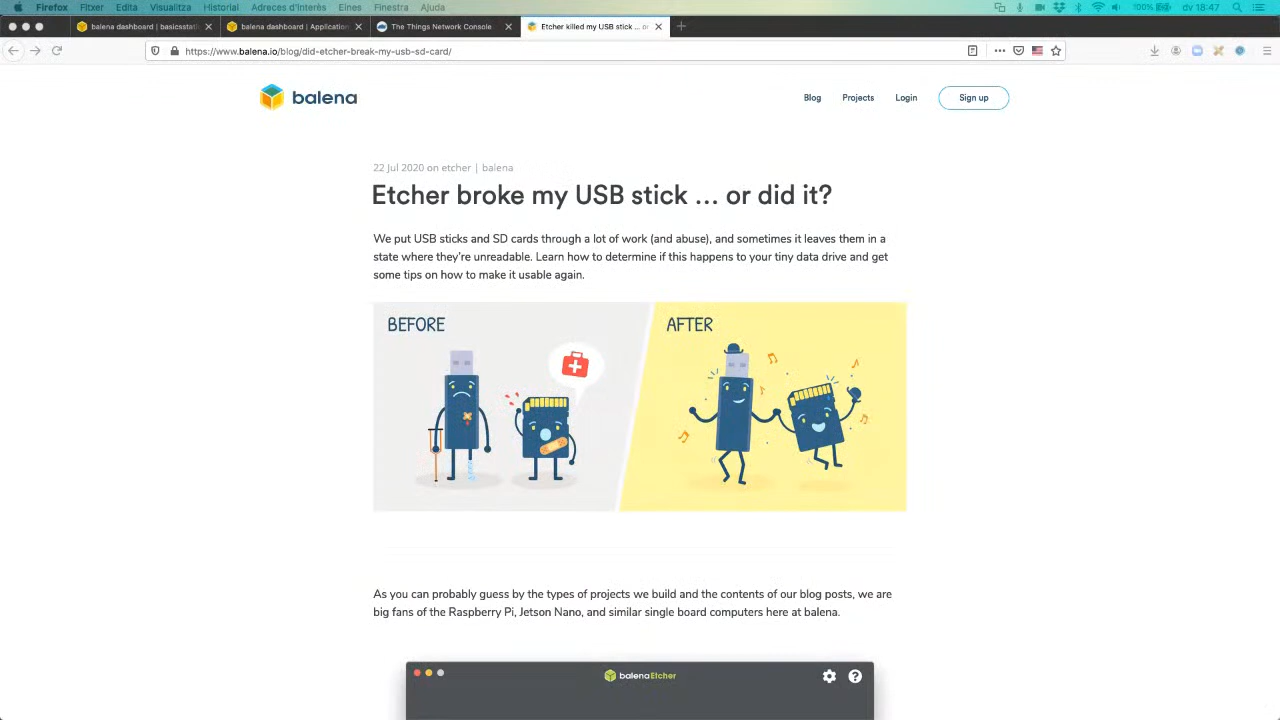 Firefox Fitxer Edita Visualitza Historial Adreces d'interès Eines Finestra Ajuda
100% dv 18:47
balena dashboard | basicsstati
balena dashboard | Application
The Things Network Console
Etcher killed my USB stick ... or
https://www.balena.io/blog/did-etcher-break-my-usb-sd-card/
balena
Blog Projects Login Sign up
22 Jul 2020 on etcher | balena
Etcher broke my USB stick ... or did it?
We put USB sticks and SD cards through a lot of work (and abuse), and sometimes it leaves them in a
state where they're unreadable. Learn how to determine if this happens to your tiny data drive and get
some tips on how to make it usable again.
BEFORE
AFTER
As you can probably guess by the types of projects we build and the contents of our blog posts, we are
big fans of the Raspberry Pi, Jetson Nano, and similar single board computers here at balena.
balenaEtcher